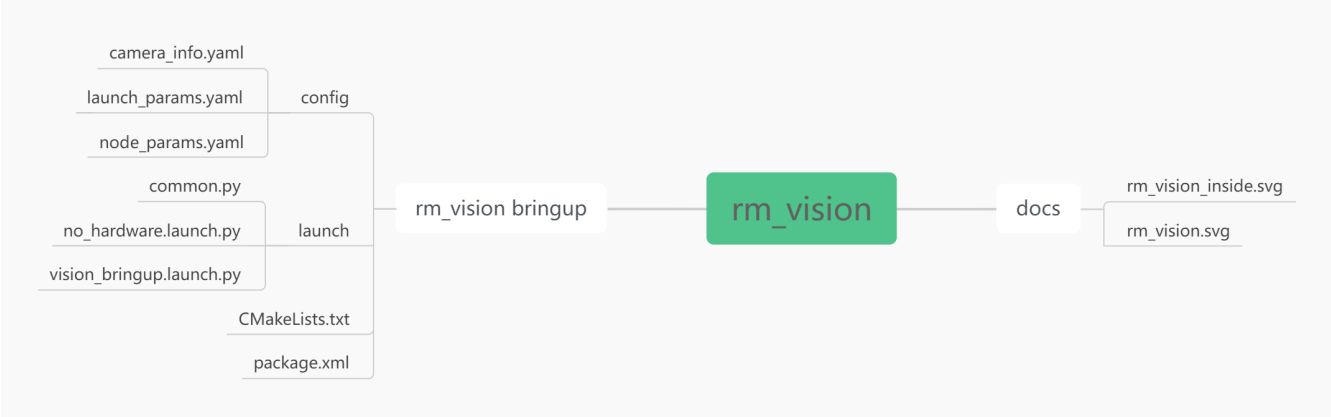 camera_info.yaml
launch_params.yaml
config
node_params.yaml
common.py
no_hardware.launch.py
launch
vision_bringup.launch.py
CMakeLists.txt
package.xml
rm_vision bringup
rm_vision
docs
rm_vision_inside.svg
rm_vision.svg